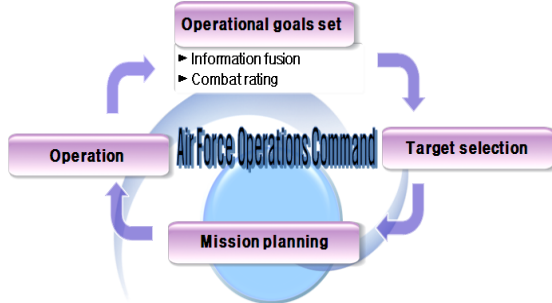 Operational goals set
► Information fusion
► Combat rating
Operation
Air Force Operations Command
Target selection
Mission planning